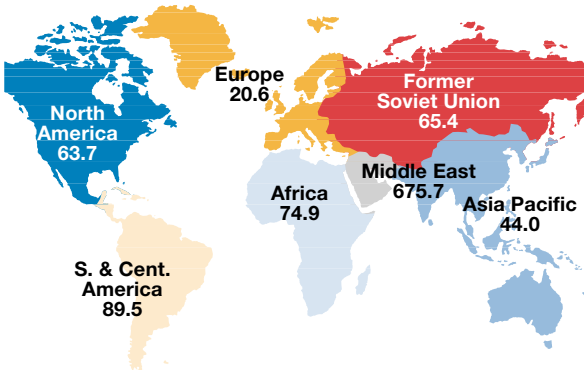 Europe
20.6
Former
Soviet Union
65.4
North
America
63.7
Middle East
675.7
Africa
74.9
Asia Pacific
44.0
S. & Cent.
America
89.5